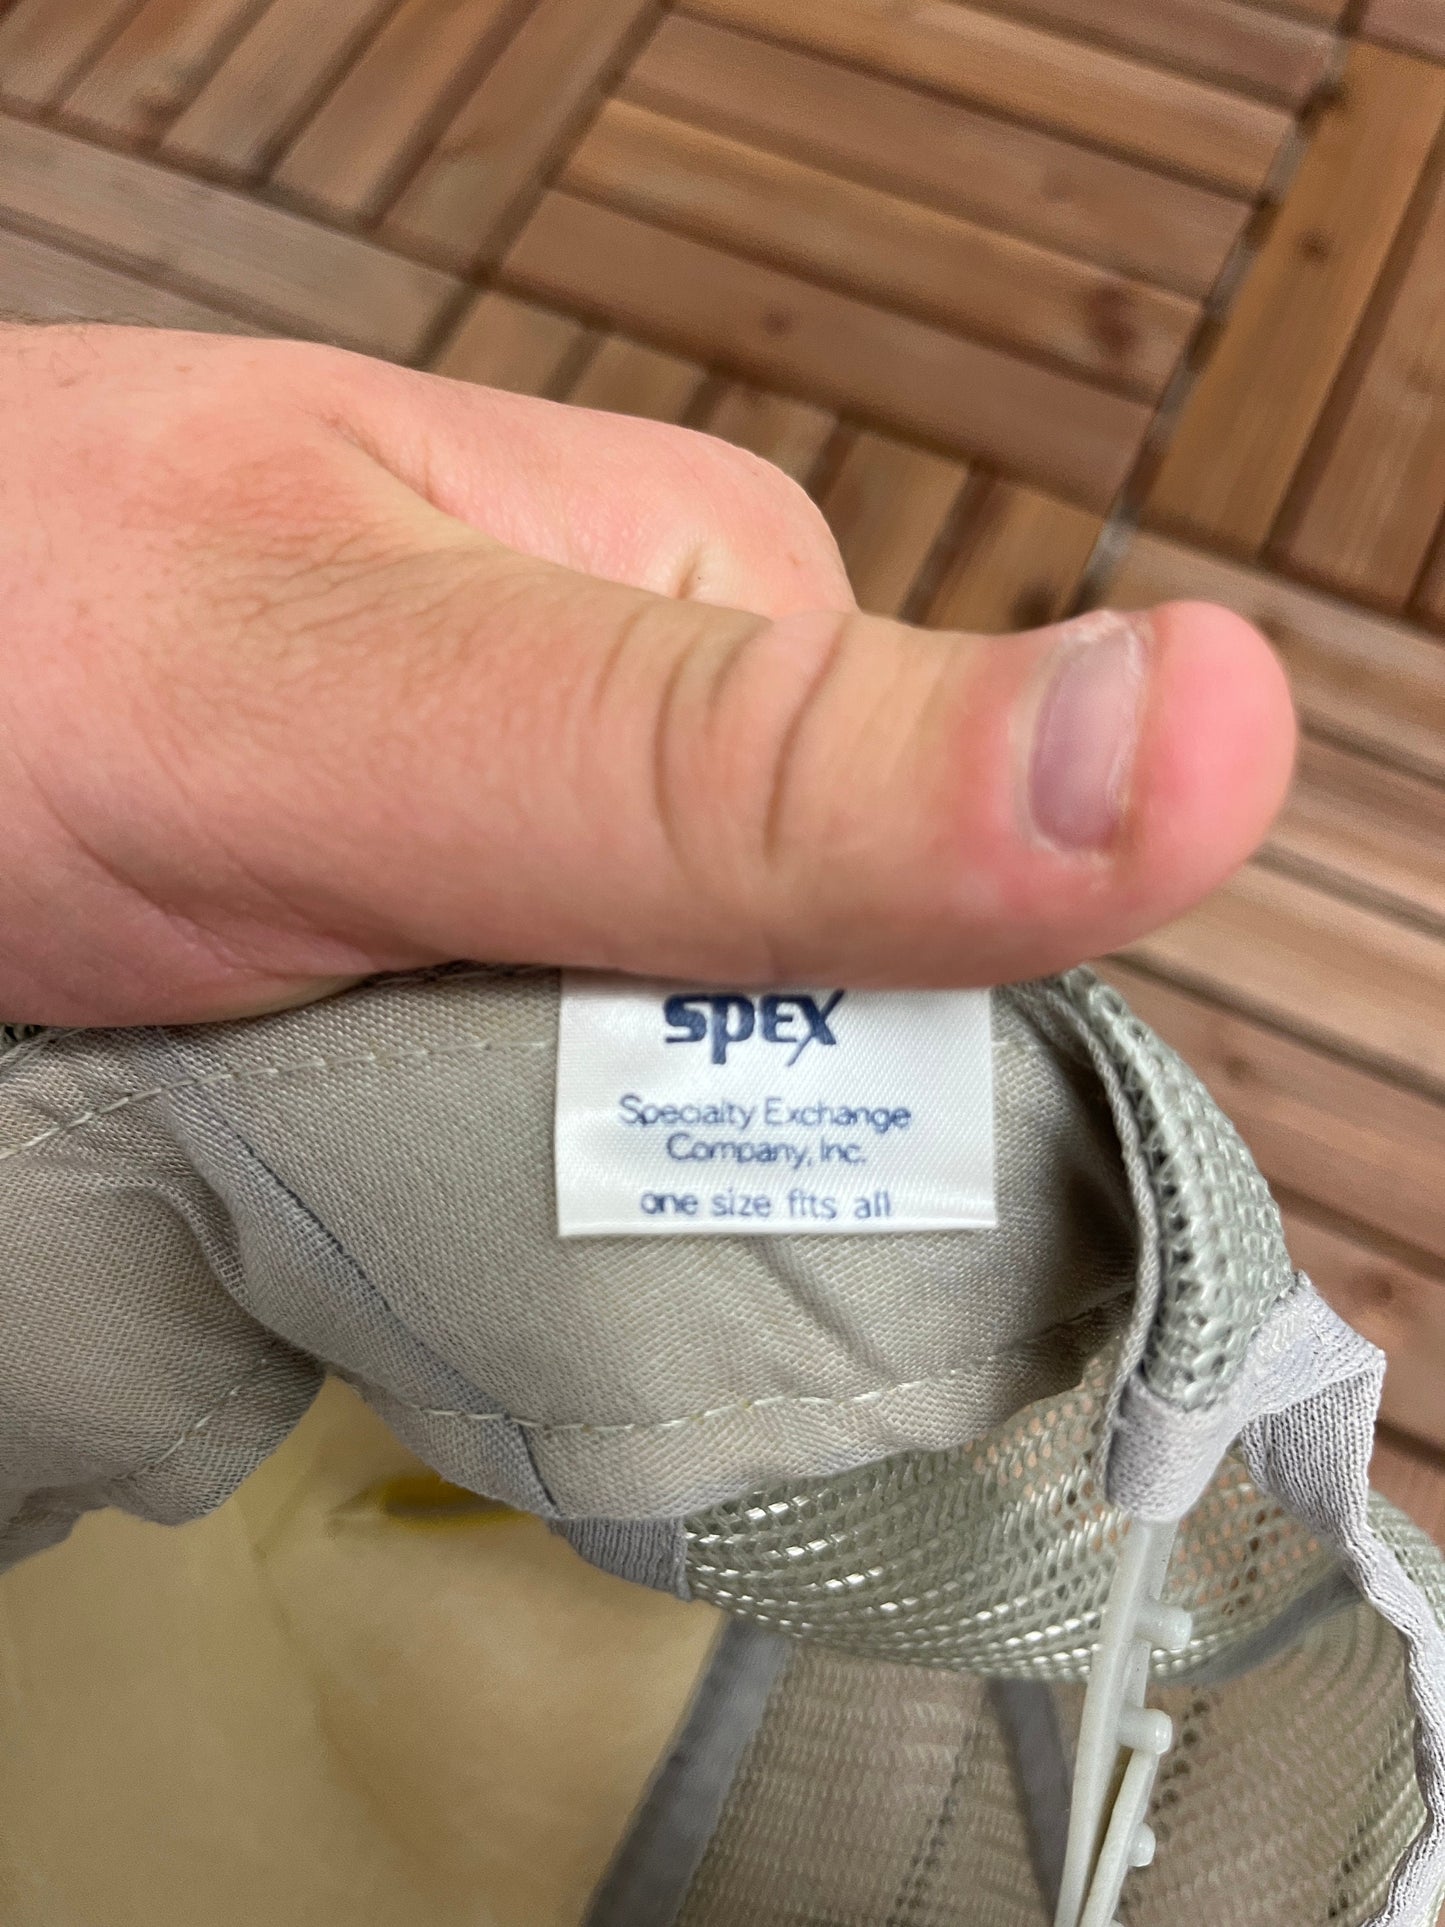 spex
Specialty Exchange
Company, Inc.
one size fits all